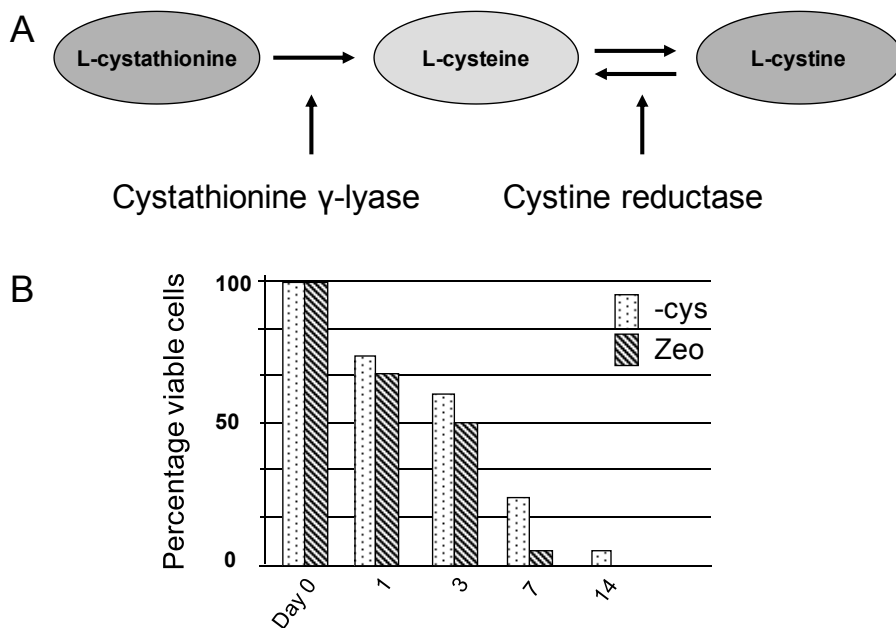 A
L-cystathionine
L-cysteine
L-cystine
Cystathionine γ-lyase
Cystine reductase
B
Percentage viable cells
100
50
0
-cys
Zeo
Day 0
1
3
7
14